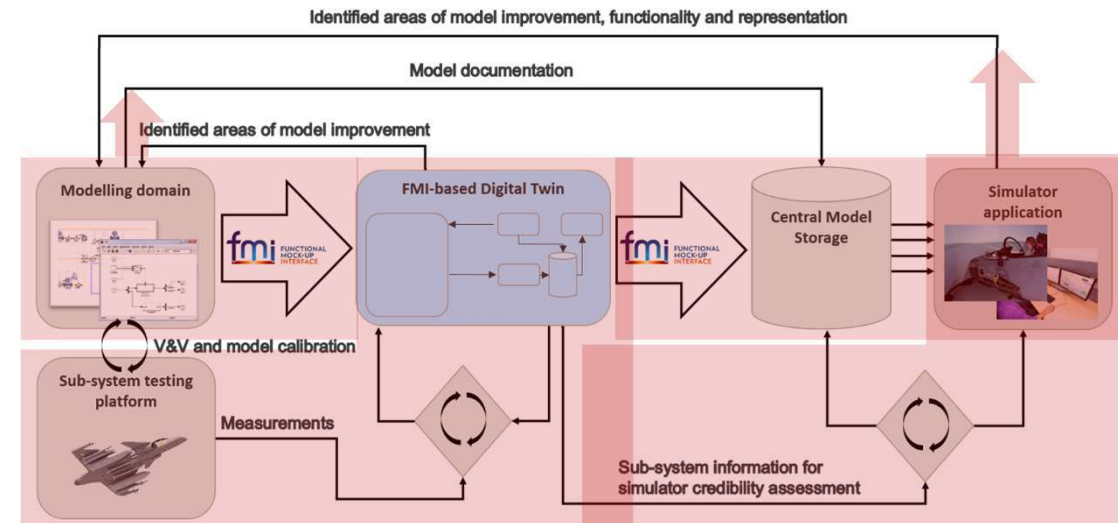 Identified areas of model improvement, functionality and representation
Model documentation
Identified areas of model improvement
Modelling domain
FMI-based Digital Twin
Central Model
Storage
Simulator
application
fmi FUNCTIONAL
MOCK-UP
INTERFACE
fmi FUNCTIONAL
MOCK-UP
INTERFACE
V&V and model calibration
Sub-system testing
platform
Measurements
Sub-system information for
simulator credibility assessment